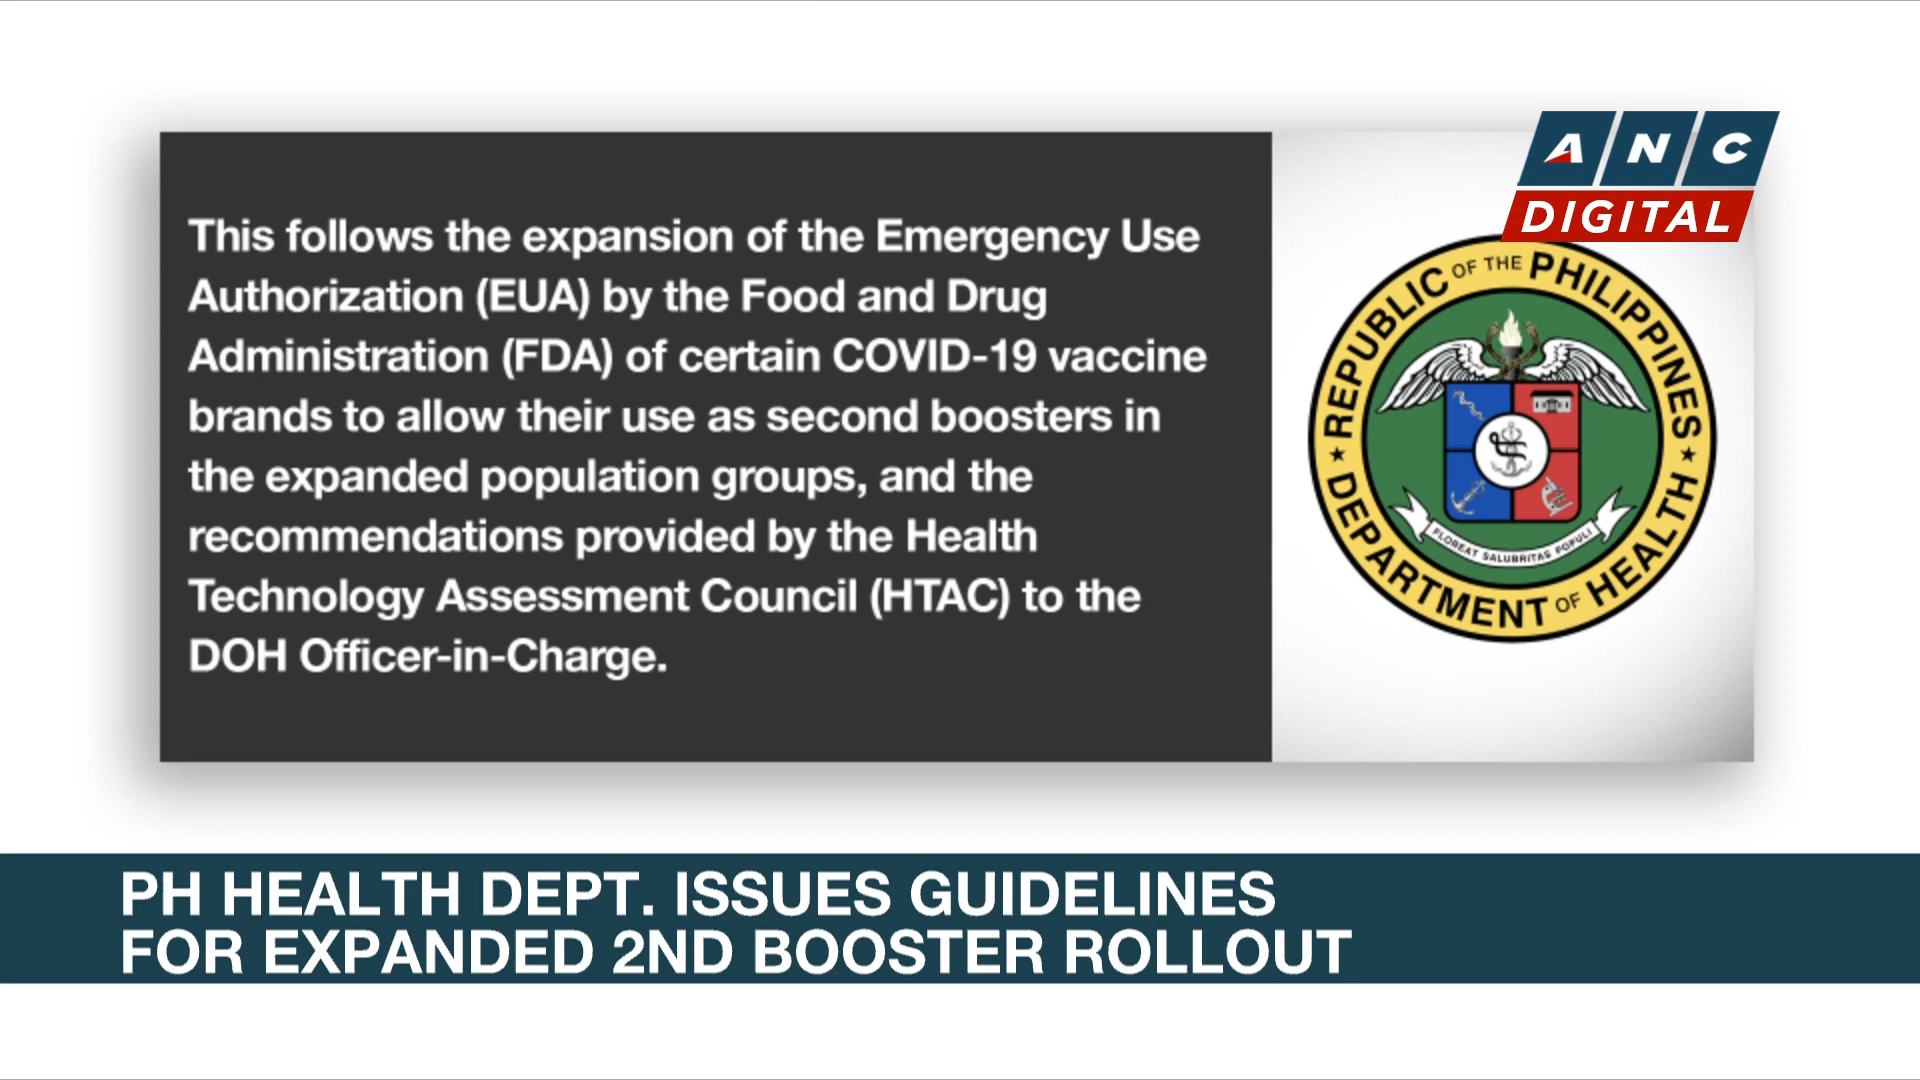 A N C
DIGITAL
This follows the expansion of the Emergency Use
Authorization (EUA) by the Food and Drug
Administration (FDA) of certain COVID-19 vaccine
brands to allow their use as second boosters in
the expanded population groups, and the
recommendations provided by the Health
Technology Assessment Council (HTAC) to the
DOH Officer-in-Charge.
REPUBLIC OF THE PHILIPPINES
DEPARTMENT OF HEALTH
FLOREAT SALUBRITAS POPULI
PH HEALTH DEPT. ISSUES GUIDELINES
FOR EXPANDED 2ND BOOSTER ROLLOUT